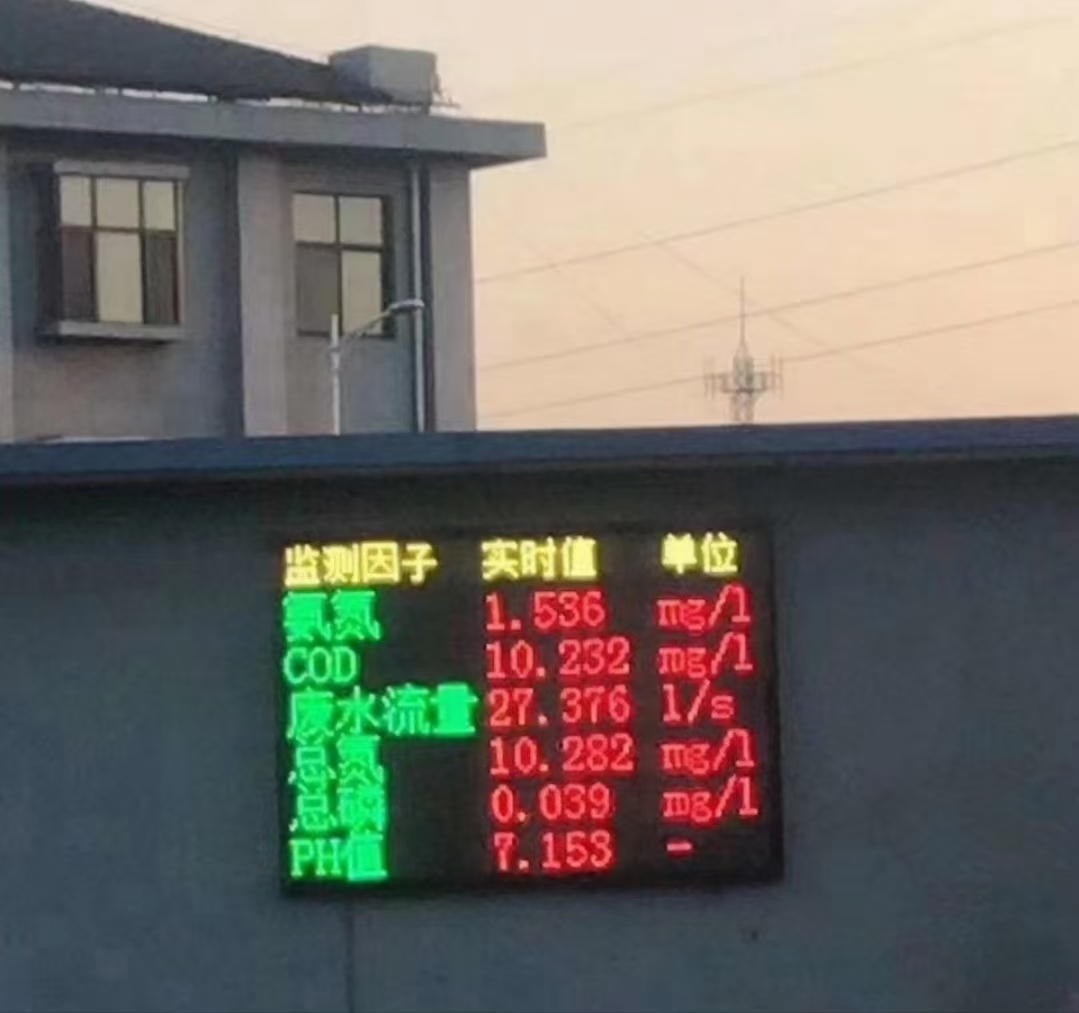 监测因子 实时值 单位
氨氮 1.536 mg/l
COD 10.232 mg/l
废水流量 27.376 l/s
总氮 10.282 mg/l
总磷 0.039 mg/l
PH值 7.153 -